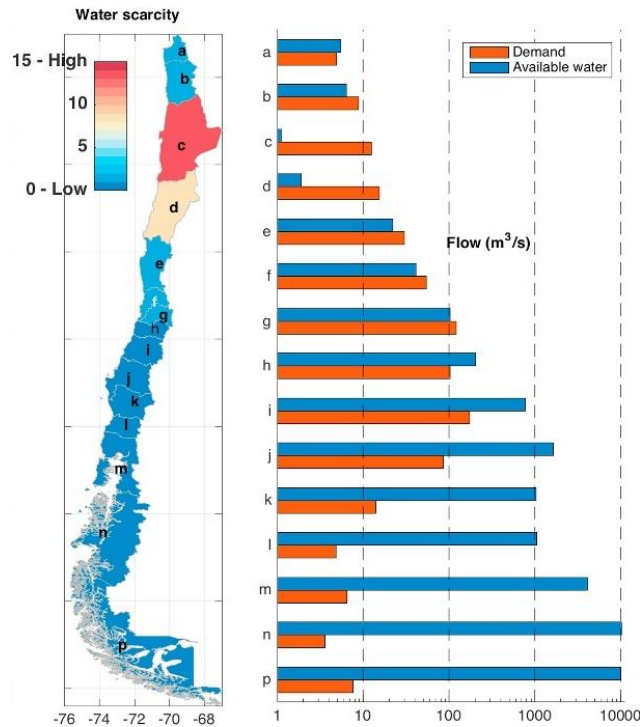 Water scarcity
15 - High
10
5
0 - Low
a
b
c
d
e
f
g
h
i
j
k
l
m
n
p
-76
-74
-72
-70
-68
Demand
Available water
Flow (m³/s)
a
b
c
d
e
f
g
h
i
j
k
l
m
n
p
1
10
100
1000
10000